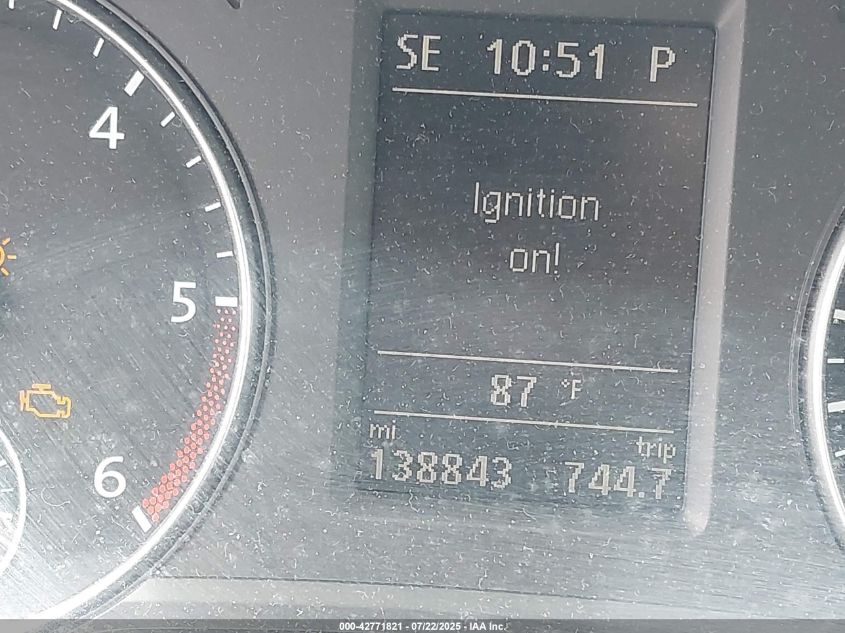 4
5
6
SE 10:51 P
Ignition
on!
87 °F
mi trip
138843 744.7
000-42771821 - 07/22/2025 - IAA Inc.